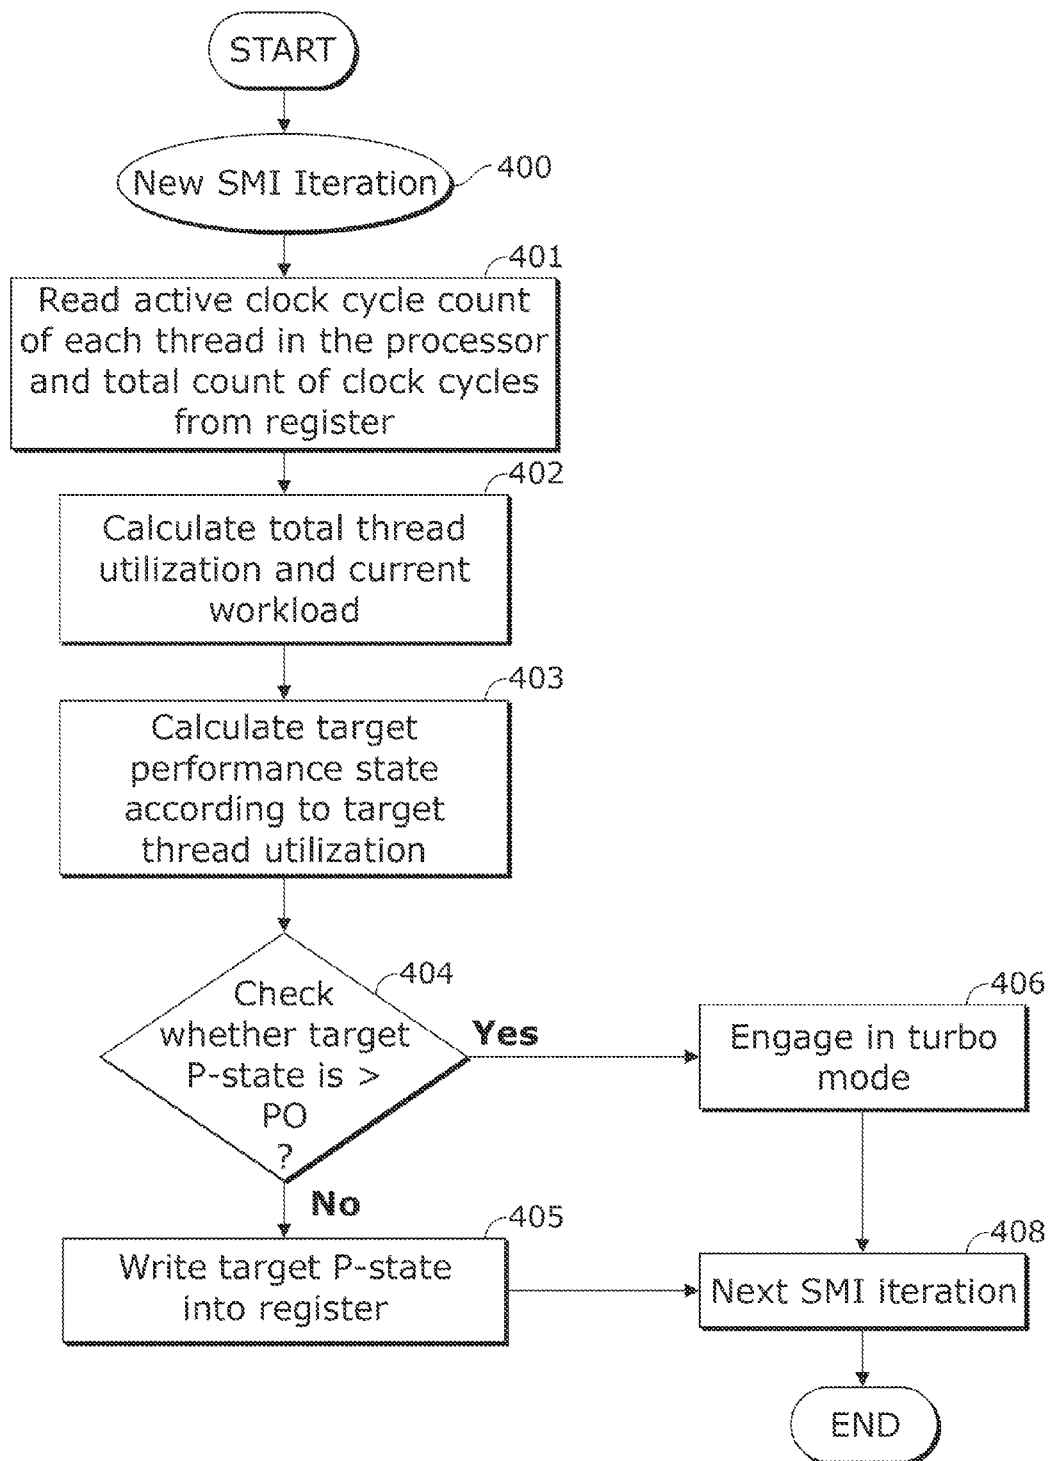 START
New SMI Iteration
400
401
Read active clock cycle count
of each thread in the processor
and total count of clock cycles
from register
402
Calculate total thread
utilization and current
workload
403
Calculate target
performance state
according to target
thread utilization
404
Check
whether target
P-state is >
PO
?
Yes
406
Engage in turbo
mode
No
405
Write target P-state
into register
408
Next SMI iteration
END